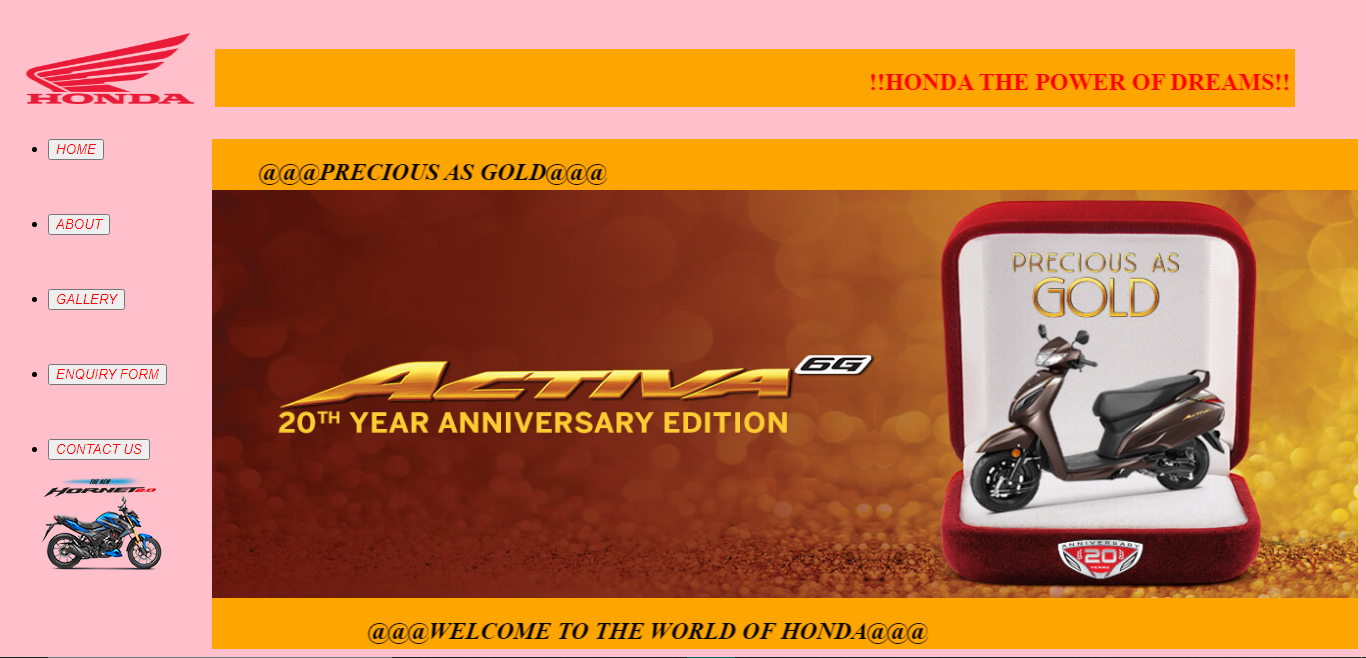 HONDA
!!HONDA THE POWER OF DREAMS!!
HOME
ABOUT
GALLERY
ENQUIRY FORM
CONTACT US
THE NEW
HORNET 2.0
@@@PRECIOUS AS GOLD@@@
ACTIVA 6G
20TH YEAR ANNIVERSARY EDITION
PRECIOUS AS
GOLD
ACTIVA
ANNIVERSARY
20
YEARS
@@@WELCOME TO THE WORLD OF HONDA@@@